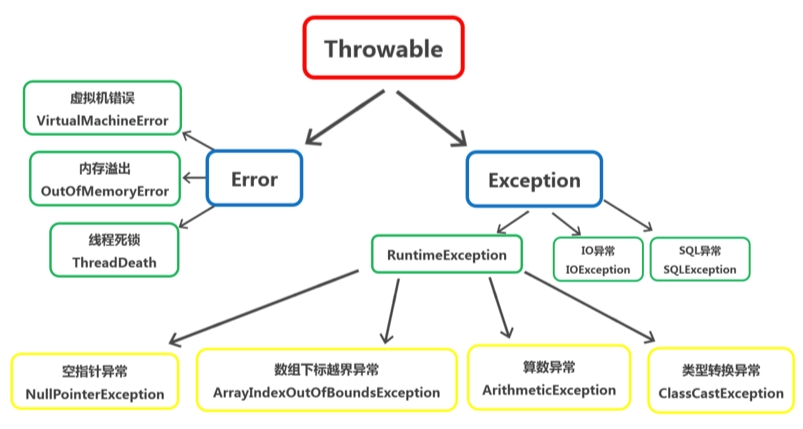 Throwable
虚拟机错误
VirtualMachineError
内存溢出
OutOfMemoryError
线程死锁
ThreadDeath
Error
Exception
RuntimeException
IO异常
IOException
SQL异常
SQLException
空指针异常
NullPointerException
数组下标越界异常
ArrayIndexOutOfBoundsException
算数异常
ArithmeticException
类型转换异常
ClassCastException